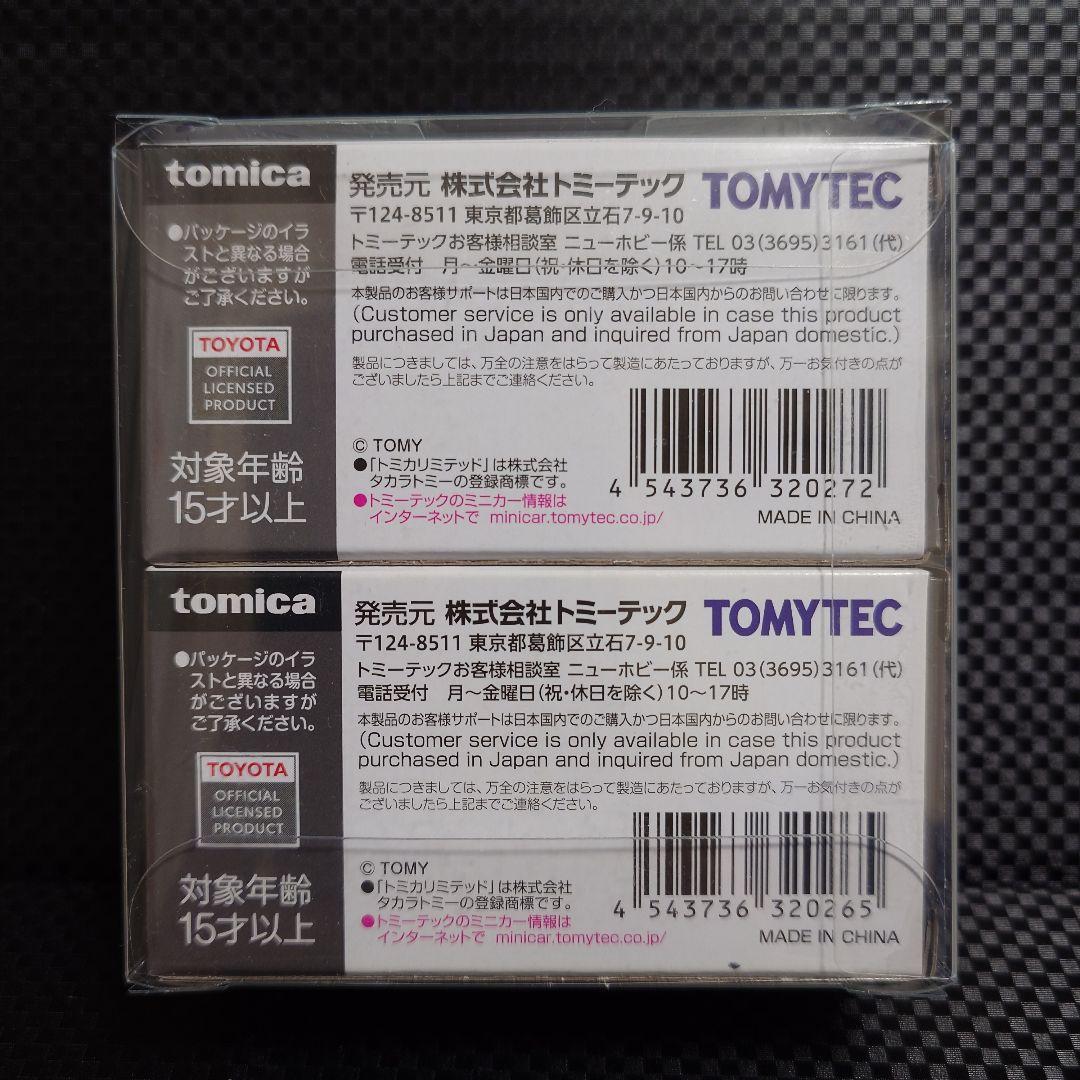 tomica
●パッケージのイラ
ストと異なる場合
がございますが
ご了承ください。
TOYOTA
OFFICIAL
LICENSED
PRODUCT
対象年齢
15才以上
発売元 株式会社トミーテック TOMYTEC
〒124-8511 東京都葛飾区立石7-9-10
トミーテックお客様相談室 ニューホビー係 TEL 03(3695)3161(代)
電話受付 月〜金曜日(祝・休日を除く)10〜17時
本製品のお客様サポートは日本国内でのご購入かつ日本国内からのお問い合わせに限ります。
(Customer service is only available in case this product
purchased in Japan and inquired from Japan domestic.)
製品につきましては、万全の注意をはらって製造にあたっておりますが、万一お気付きの点が
ございましたら上記までご連絡ください。
© TOMY
●「トミカリミテッド」は株式会社
タカラトミーの登録商標です。
●トミーテックのミニカー情報は
インターネットで minicar.tomytec.co.jp/
4 543736 320272
MADE IN CHINA
tomica
●パッケージのイラ
ストと異なる場合
がございますが
ご了承ください。
TOYOTA
OFFICIAL
LICENSED
PRODUCT
対象年齢
15才以上
発売元 株式会社トミーテック TOMYTEC
〒124-8511 東京都葛飾区立石7-9-10
トミーテックお客様相談室 ニューホビー係 TEL 03(3695)3161(代)
電話受付 月〜金曜日(祝・休日を除く)10〜17時
本製品のお客様サポートは日本国内でのご購入かつ日本国内からのお問い合わせに限ります。
(Customer service is only available in case this product
purchased in Japan and inquired from Japan domestic.)
製品につきましては、万全の注意をはらって製造にあたっておりますが、万一お気付きの点が
ございましたら上記までご連絡ください。
© TOMY
●「トミカリミテッド」は株式会社
タカラトミーの登録商標です。
●トミーテックのミニカー情報は
インターネットで minicar.tomytec.co.jp/
4 543736 320265
MADE IN CHINA